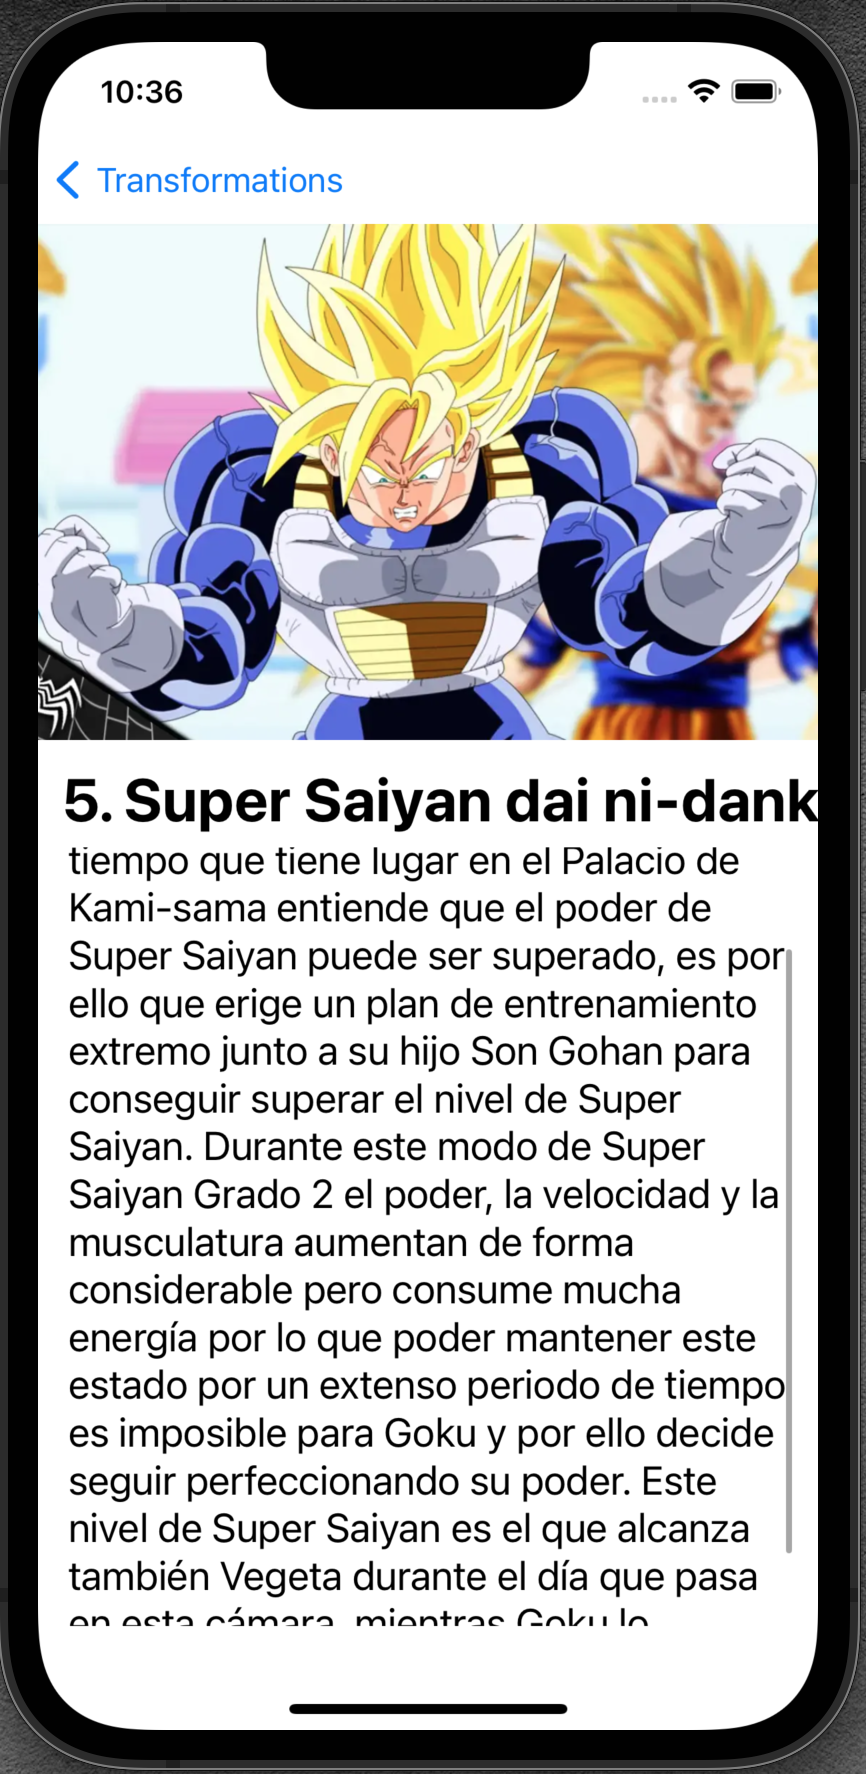 10:36
Transformations
5. Super Saiyan dai ni-dank
tiempo que tiene lugar en el Palacio de
Kami-sama entiende que el poder de
Super Saiyan puede ser superado, es por
ello que erige un plan de entrenamiento
extremo junto a su hijo Son Gohan para
conseguir superar el nivel de Super
Saiyan. Durante este modo de Super
Saiyan Grado 2 el poder, la velocidad y la
musculatura aumentan de forma
considerable pero consume mucha
energía por lo que poder mantener este
estado por un extenso periodo de tiempo
es imposible para Goku y por ello decide
seguir perfeccionando su poder. Este
nivel de Super Saiyan es el que alcanza
también Vegeta durante el día que pasa
en esta cámara, mientras Goku lo